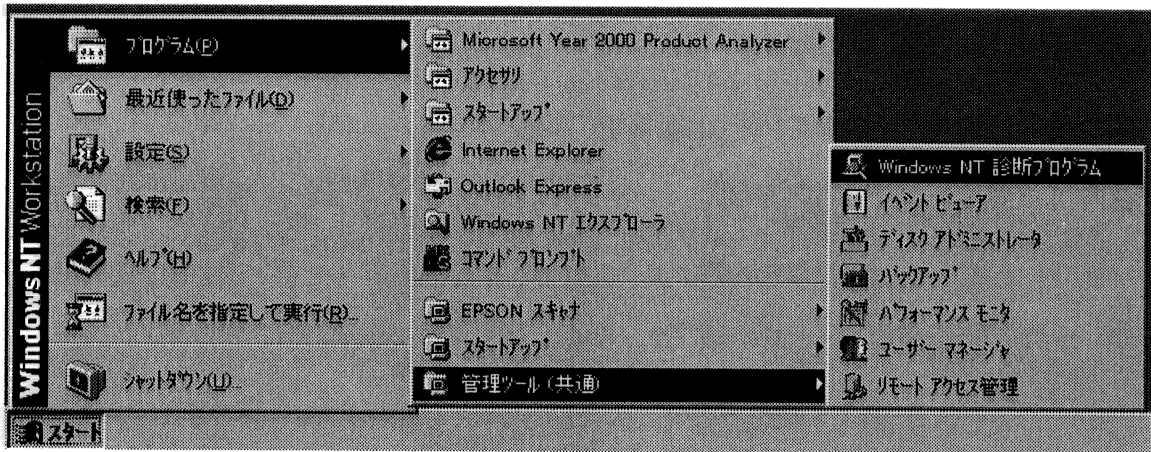 Windows NT Workstation
プログラム(P)
最近使ったファイル(D)
設定(S)
検索(F)
ヘルプ(H)
ファイル名を指定して実行(R)...
シャットダウン(U)...
スタート
Microsoft Year 2000 Product Analyzer
アクセサリ
スタートアップ
Internet Explorer
Outlook Express
Windows NT エクスプローラ
コマンド プロンプト
EPSON スキャナ
スタートアップ
管理ツール (共通)
Windows NT 診断プログラム
イベント ビューア
ディスク アドミニストレータ
バックアップ
パフォーマンス モニタ
ユーザー マネージャ
リモート アクセス管理